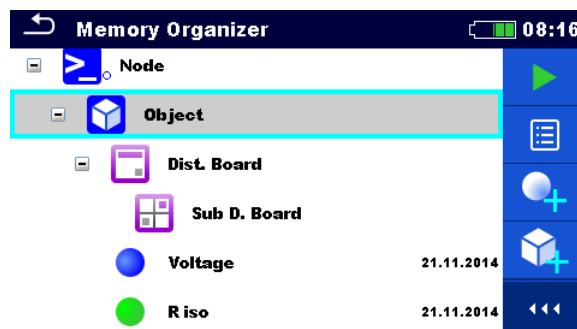 Memory Organizer 08:16
Node
Object
Dist. Board
Sub D. Board
Voltage 21.11.2014
R iso 21.11.2014